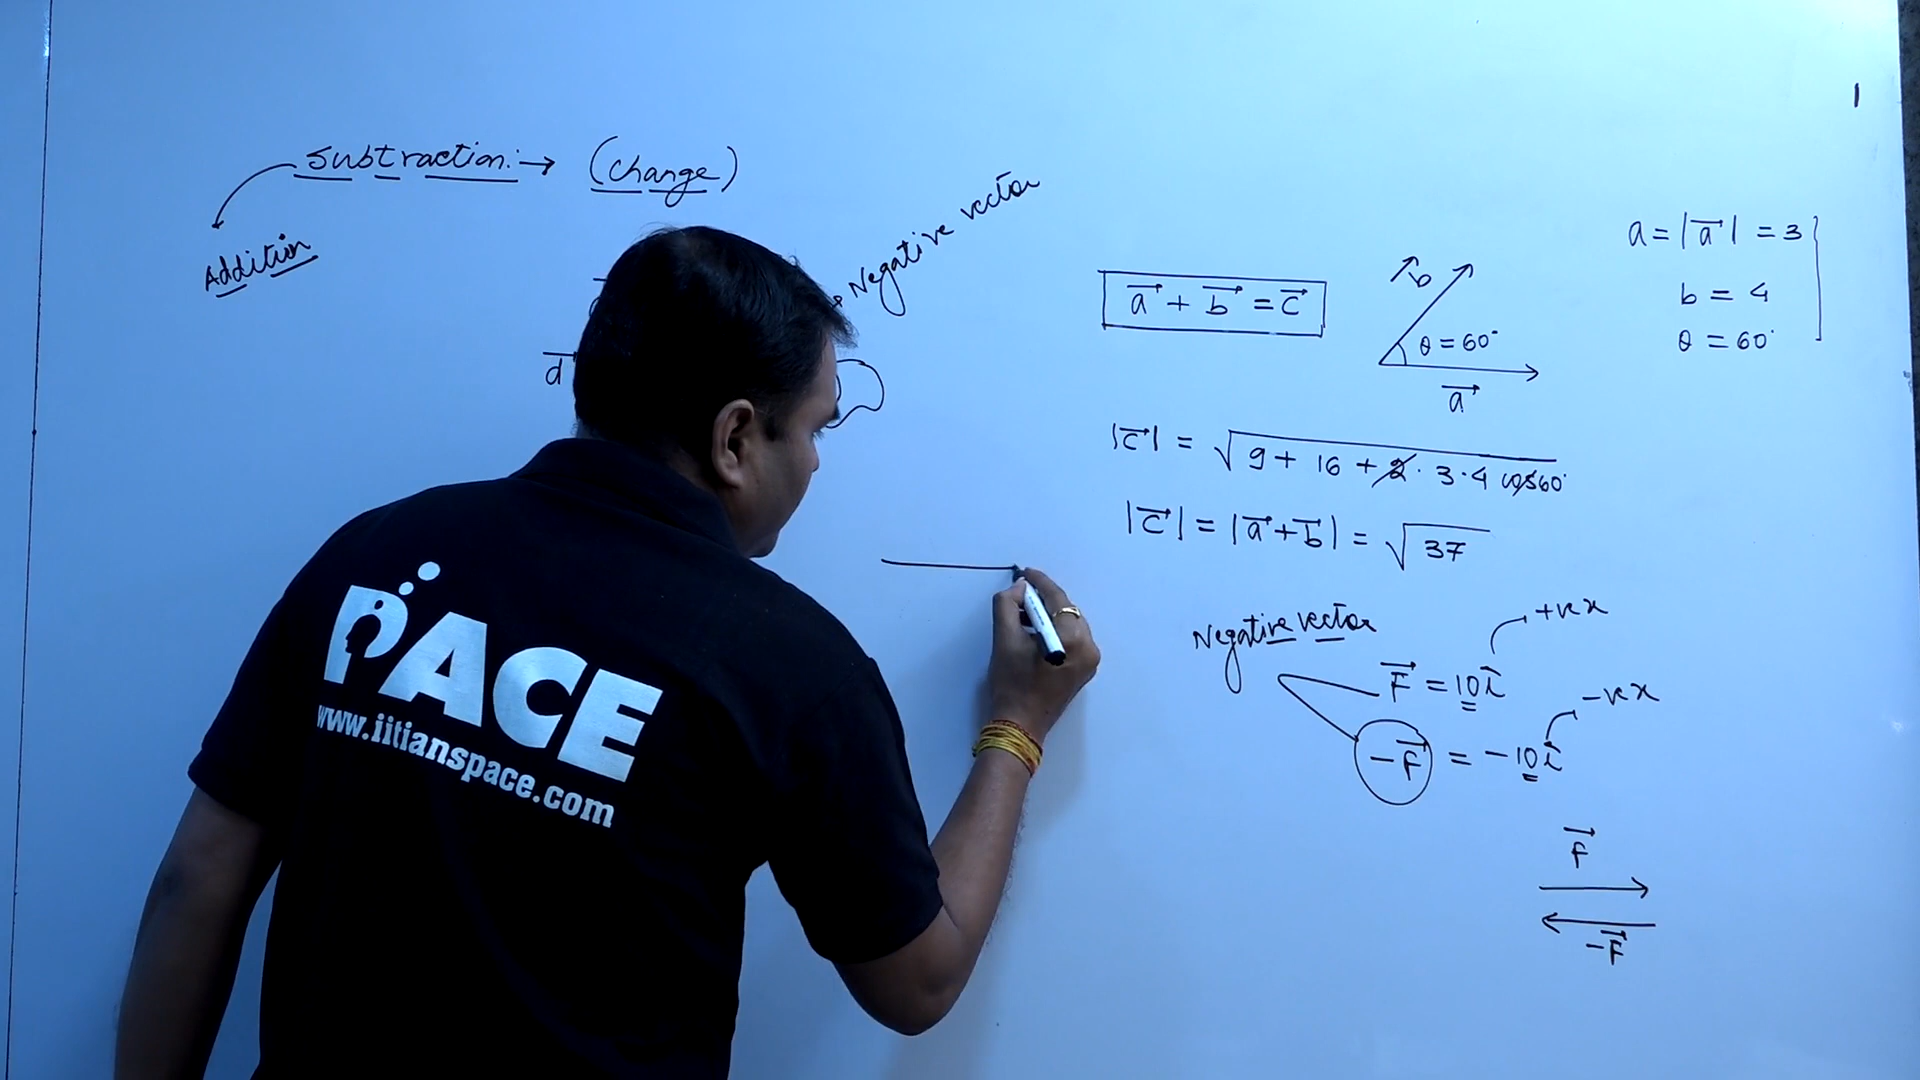 Subtraction:→ (change)
Addition
Negative vector
d⃗
a⃗ + b⃗ = c⃗
b⃗
θ = 60°
a⃗
a = |a⃗| = 3
b = 4
θ = 60°
|c⃗| = √9 + 16 + 2 · 3 · 4 cos60°
|c⃗| = |a⃗ + b⃗| = √37
Negative vector
+ve x
F⃗ = 10î
-ve x
-F⃗ = -10î
F⃗
-F⃗
PACE
www.iitianspace.com